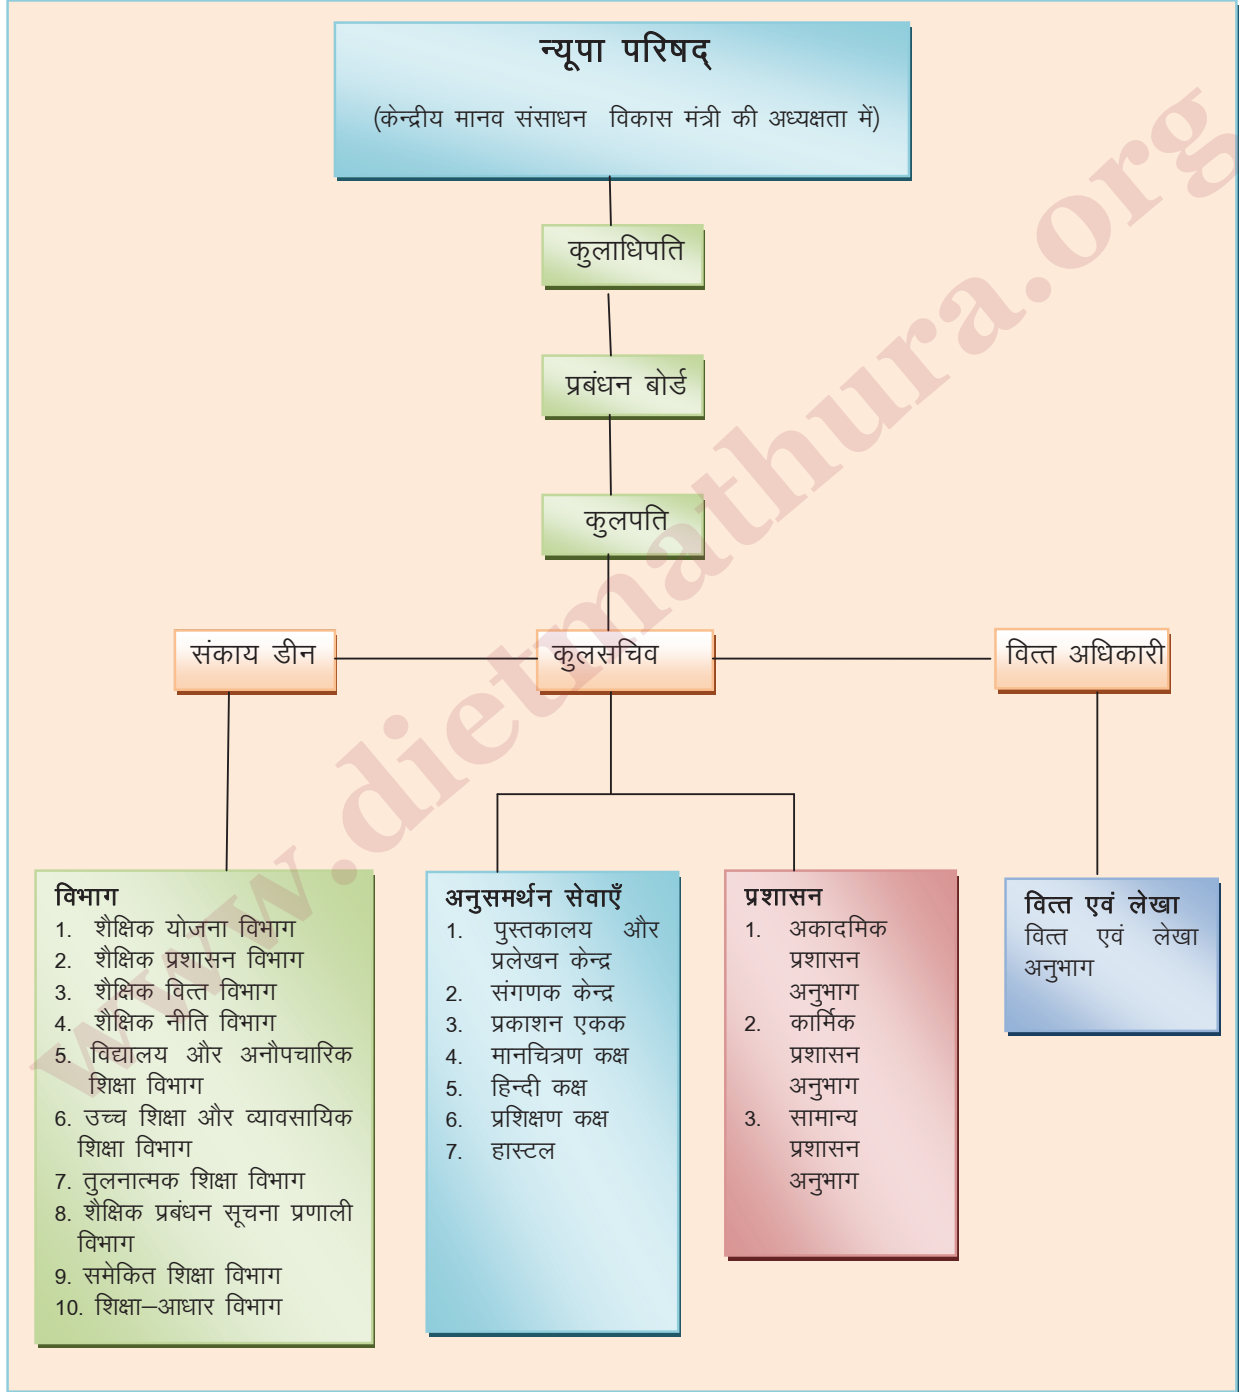 न्यूपा परिषद्
(केन्द्रीय मानव संसाधन विकास मंत्री की अध्यक्षता में)
कुलाधिपति
प्रबंधन बोर्ड
कुलपति
संकाय डीन
कुलसचिव
वित्त अधिकारी
विभाग
1. शैक्षिक योजना विभाग
2. शैक्षिक प्रशासन विभाग
3. शैक्षिक वित्त विभाग
4. शैक्षिक नीति विभाग
5. विद्यालय और अनौपचारिक
शिक्षा विभाग
6. उच्च शिक्षा और व्यावसायिक
शिक्षा विभाग
7. तुलनात्मक शिक्षा विभाग
8. शैक्षिक प्रबंधन सूचना प्रणाली
विभाग
9. समेकित शिक्षा विभाग
10. शिक्षा–आधार विभाग
अनुसमर्थन सेवाएँ
1. पुस्तकालय और
प्रलेखन केन्द्र
2. संगणक केन्द्र
3. प्रकाशन एकक
4. मानचित्रण कक्ष
5. हिन्दी कक्ष
6. प्रशिक्षण कक्ष
7. हास्टल
प्रशासन
1. अकादमिक
प्रशासन
अनुभाग
2. कार्मिक
प्रशासन
अनुभाग
3. सामान्य
प्रशासन
अनुभाग
वित्त एवं लेखा
वित्त एवं लेखा
अनुभाग
www.dietmathura.org